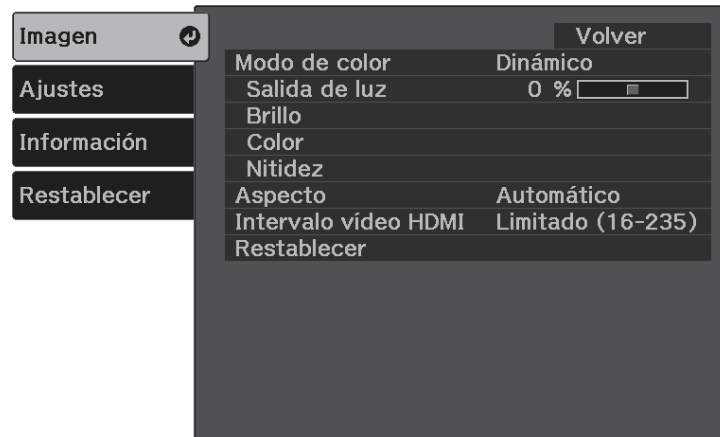 Imagen
Ajustes
Información
Restablecer
Volver
Modo de color Dinámico
Salida de luz 0 %
Brillo
Color
Nitidez
Aspecto Automático
Intervalo vídeo HDMI Limitado (16-235)
Restablecer